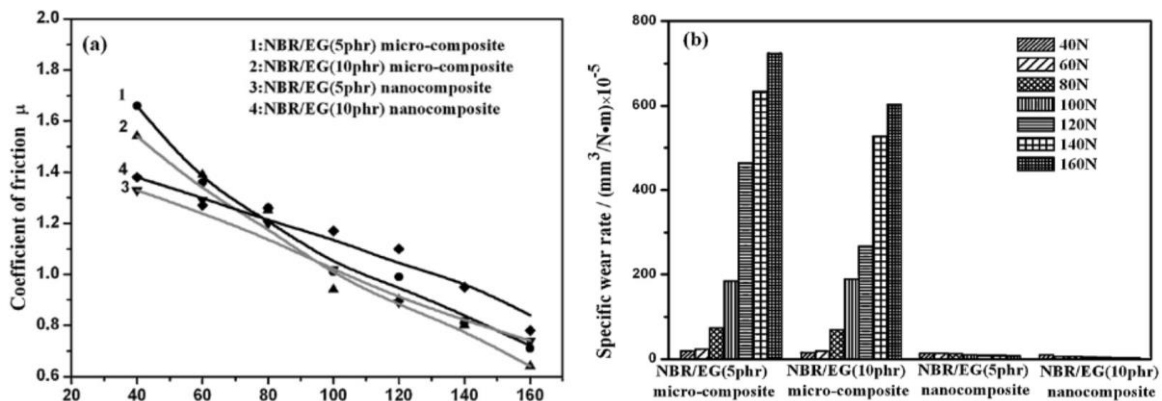 (a)
1:NBR/EG(5phr) micro-composite
2:NBR/EG(10phr) micro-composite
3:NBR/EG(5phr) nanocomposite
4:NBR/EG(10phr) nanocomposite
Coefficient of friction μ
2.0
1.8
1.6
1.4
1.2
1.0
0.8
0.6
1
2
4
3
20 40 60 80 100 120 140 160
(b)
40N
60N
80N
100N
120N
140N
160N
Specific wear rate / (mm³/N•m)×10⁻⁵
800
600
400
200
0
NBR/EG(5phr) NBR/EG(10phr) NBR/EG(5phr) NBR/EG(10phr)
micro-composite micro-composite nanocomposite nanocomposite